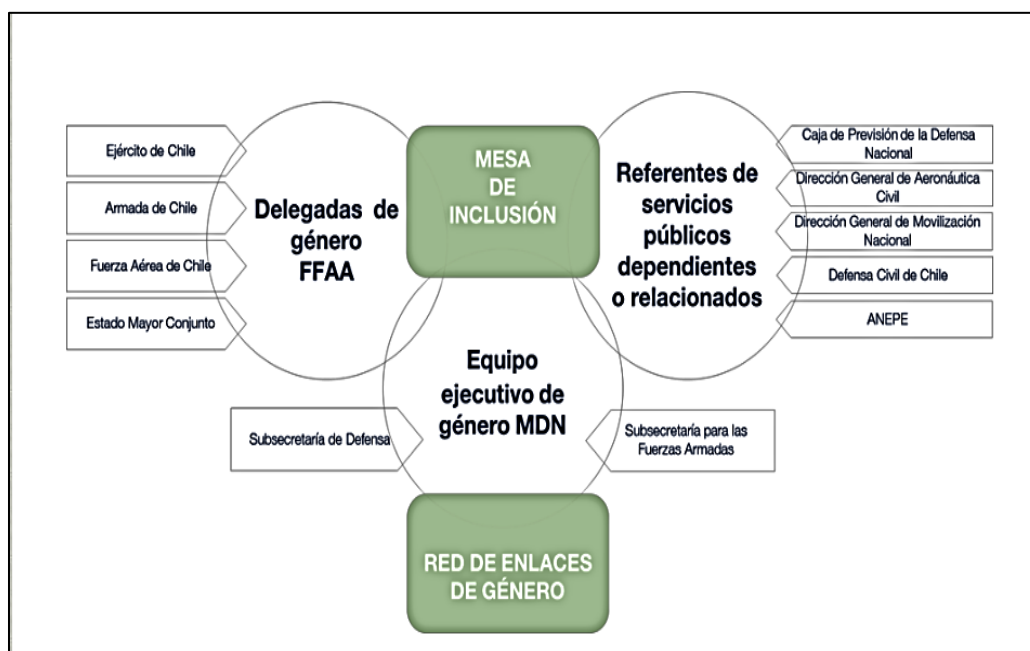 Ejército de Chile
Armada de Chile
Fuerza Aérea de Chile
Estado Mayor Conjunto
Delegadas de
género
FFAA
MESA
DE
INCLUSIÓN
Referentes de
servicios
públicos
dependientes
o relacionados
Caja de Previsión de la Defensa
Nacional
Dirección General de Aeronáutica
Civil
Dirección General de Movilización
Nacional
Defensa Civil de Chile
ANEPE
Equipo
ejecutivo de
género MDN
Subsecretaría de Defensa
Subsecretaría para las
Fuerzas Armadas
RED DE ENLACES
DE GÉNERO